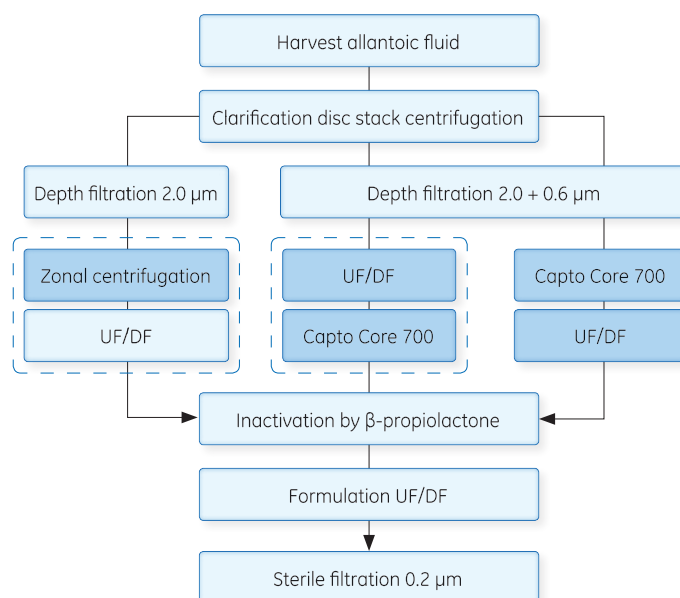 Harvest allantoic fluid
Clarification disc stack centrifugation
Depth filtration 2.0 µm
Depth filtration 2.0 + 0.6 µm
Zonal centrifugation
UF/DF
Capto Core 700
UF/DF
Capto Core 700
UF/DF
Inactivation by β-propiolactone
Formulation UF/DF
Sterile filtration 0.2 µm